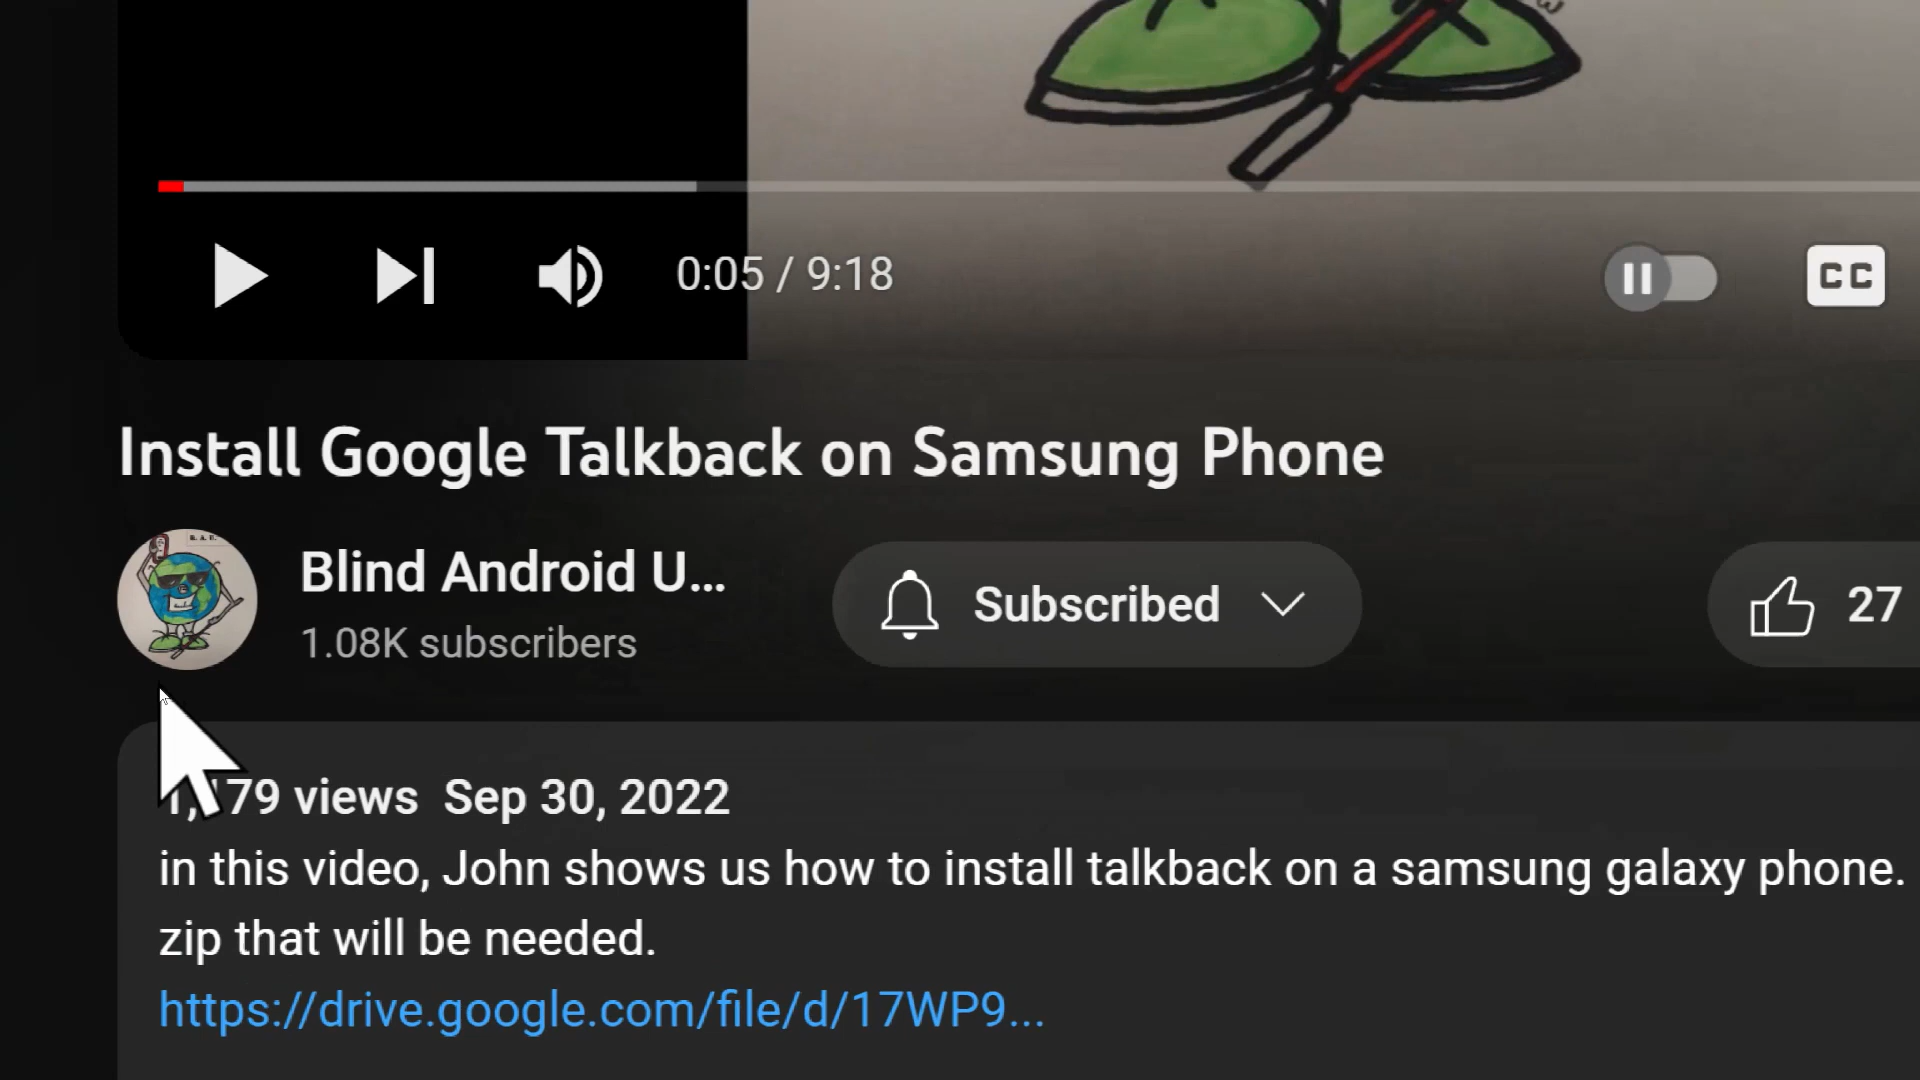 0:05 / 9:18
CC
Install Google Talkback on Samsung Phone
B. A. U.
Blind Android U...
1.08K subscribers
Subscribed
27
views Sep 30, 2022
in this video, John shows us how to install talkback on a samsung galaxy phone.
zip that will be needed.
https://drive.google.com/file/d/17WP9...